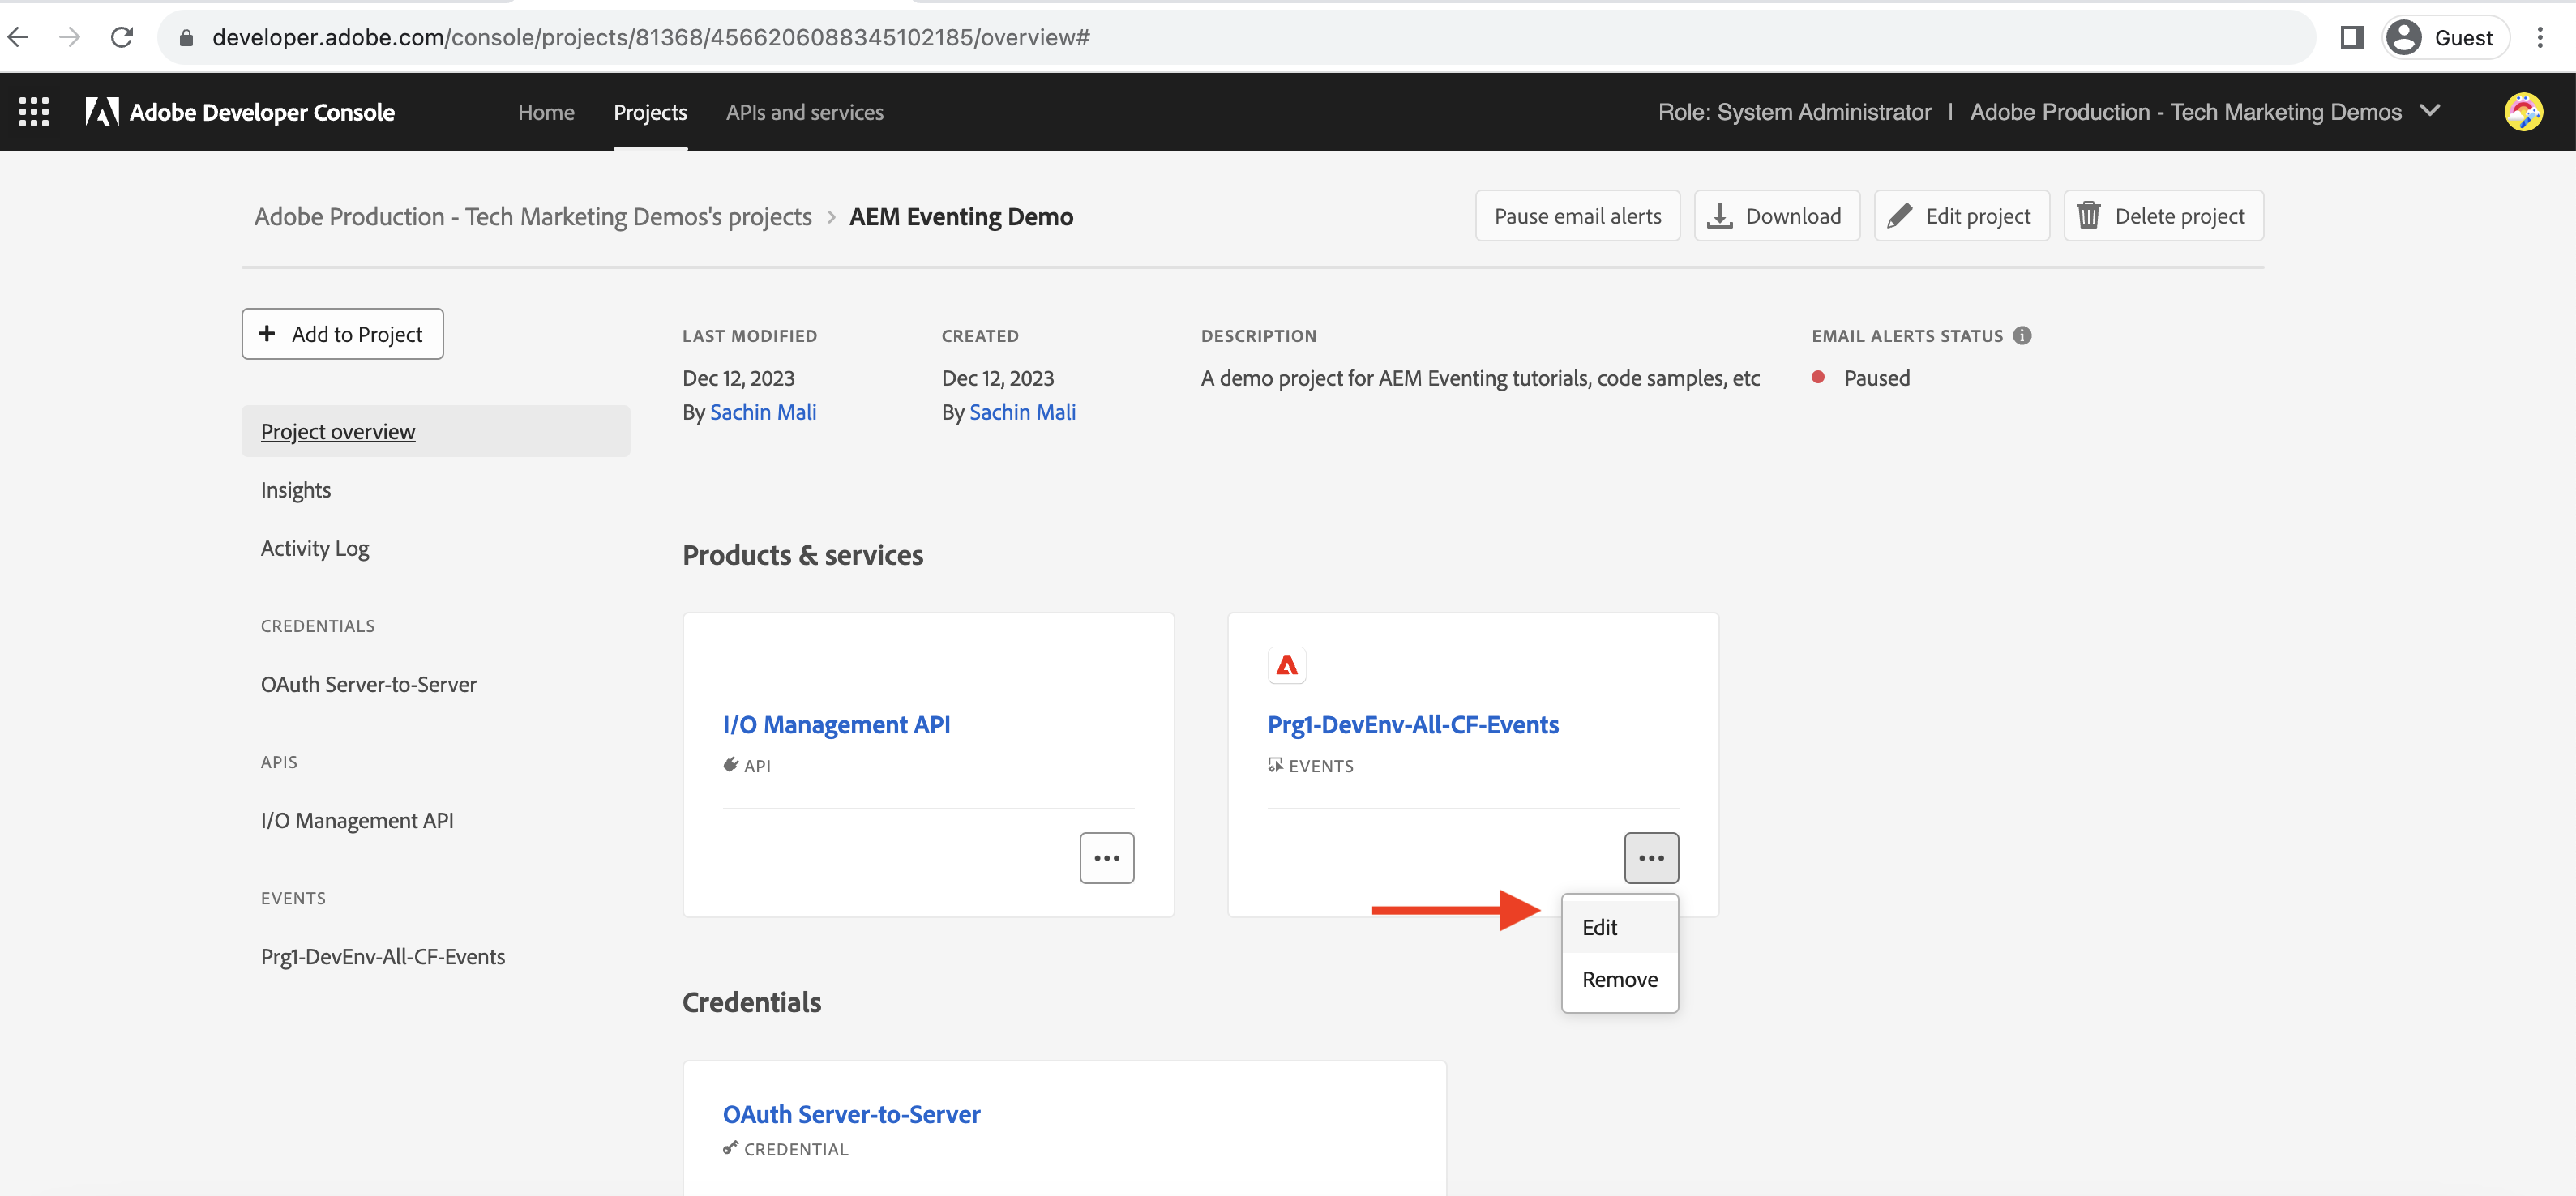 developer.adobe.com/console/projects/81368/4566206088345102185/overview#
Guest
Adobe Developer Console
Home
Projects
APIs and services
Role: System Administrator | Adobe Production - Tech Marketing Demos
Adobe Production - Tech Marketing Demos's projects > AEM Eventing Demo
Pause email alerts
Download
Edit project
Delete project
+ Add to Project
Project overview
Insights
Activity Log
CREDENTIALS
OAuth Server-to-Server
APIS
I/O Management API
EVENTS
Prg1-DevEnv-All-CF-Events
LAST MODIFIED
Dec 12, 2023
By Sachin Mali
CREATED
Dec 12, 2023
By Sachin Mali
DESCRIPTION
A demo project for AEM Eventing tutorials, code samples, etc
EMAIL ALERTS STATUS
Paused
Products & services
I/O Management API
API
Prg1-DevEnv-All-CF-Events
EVENTS
Edit
Remove
Credentials
OAuth Server-to-Server
CREDENTIAL